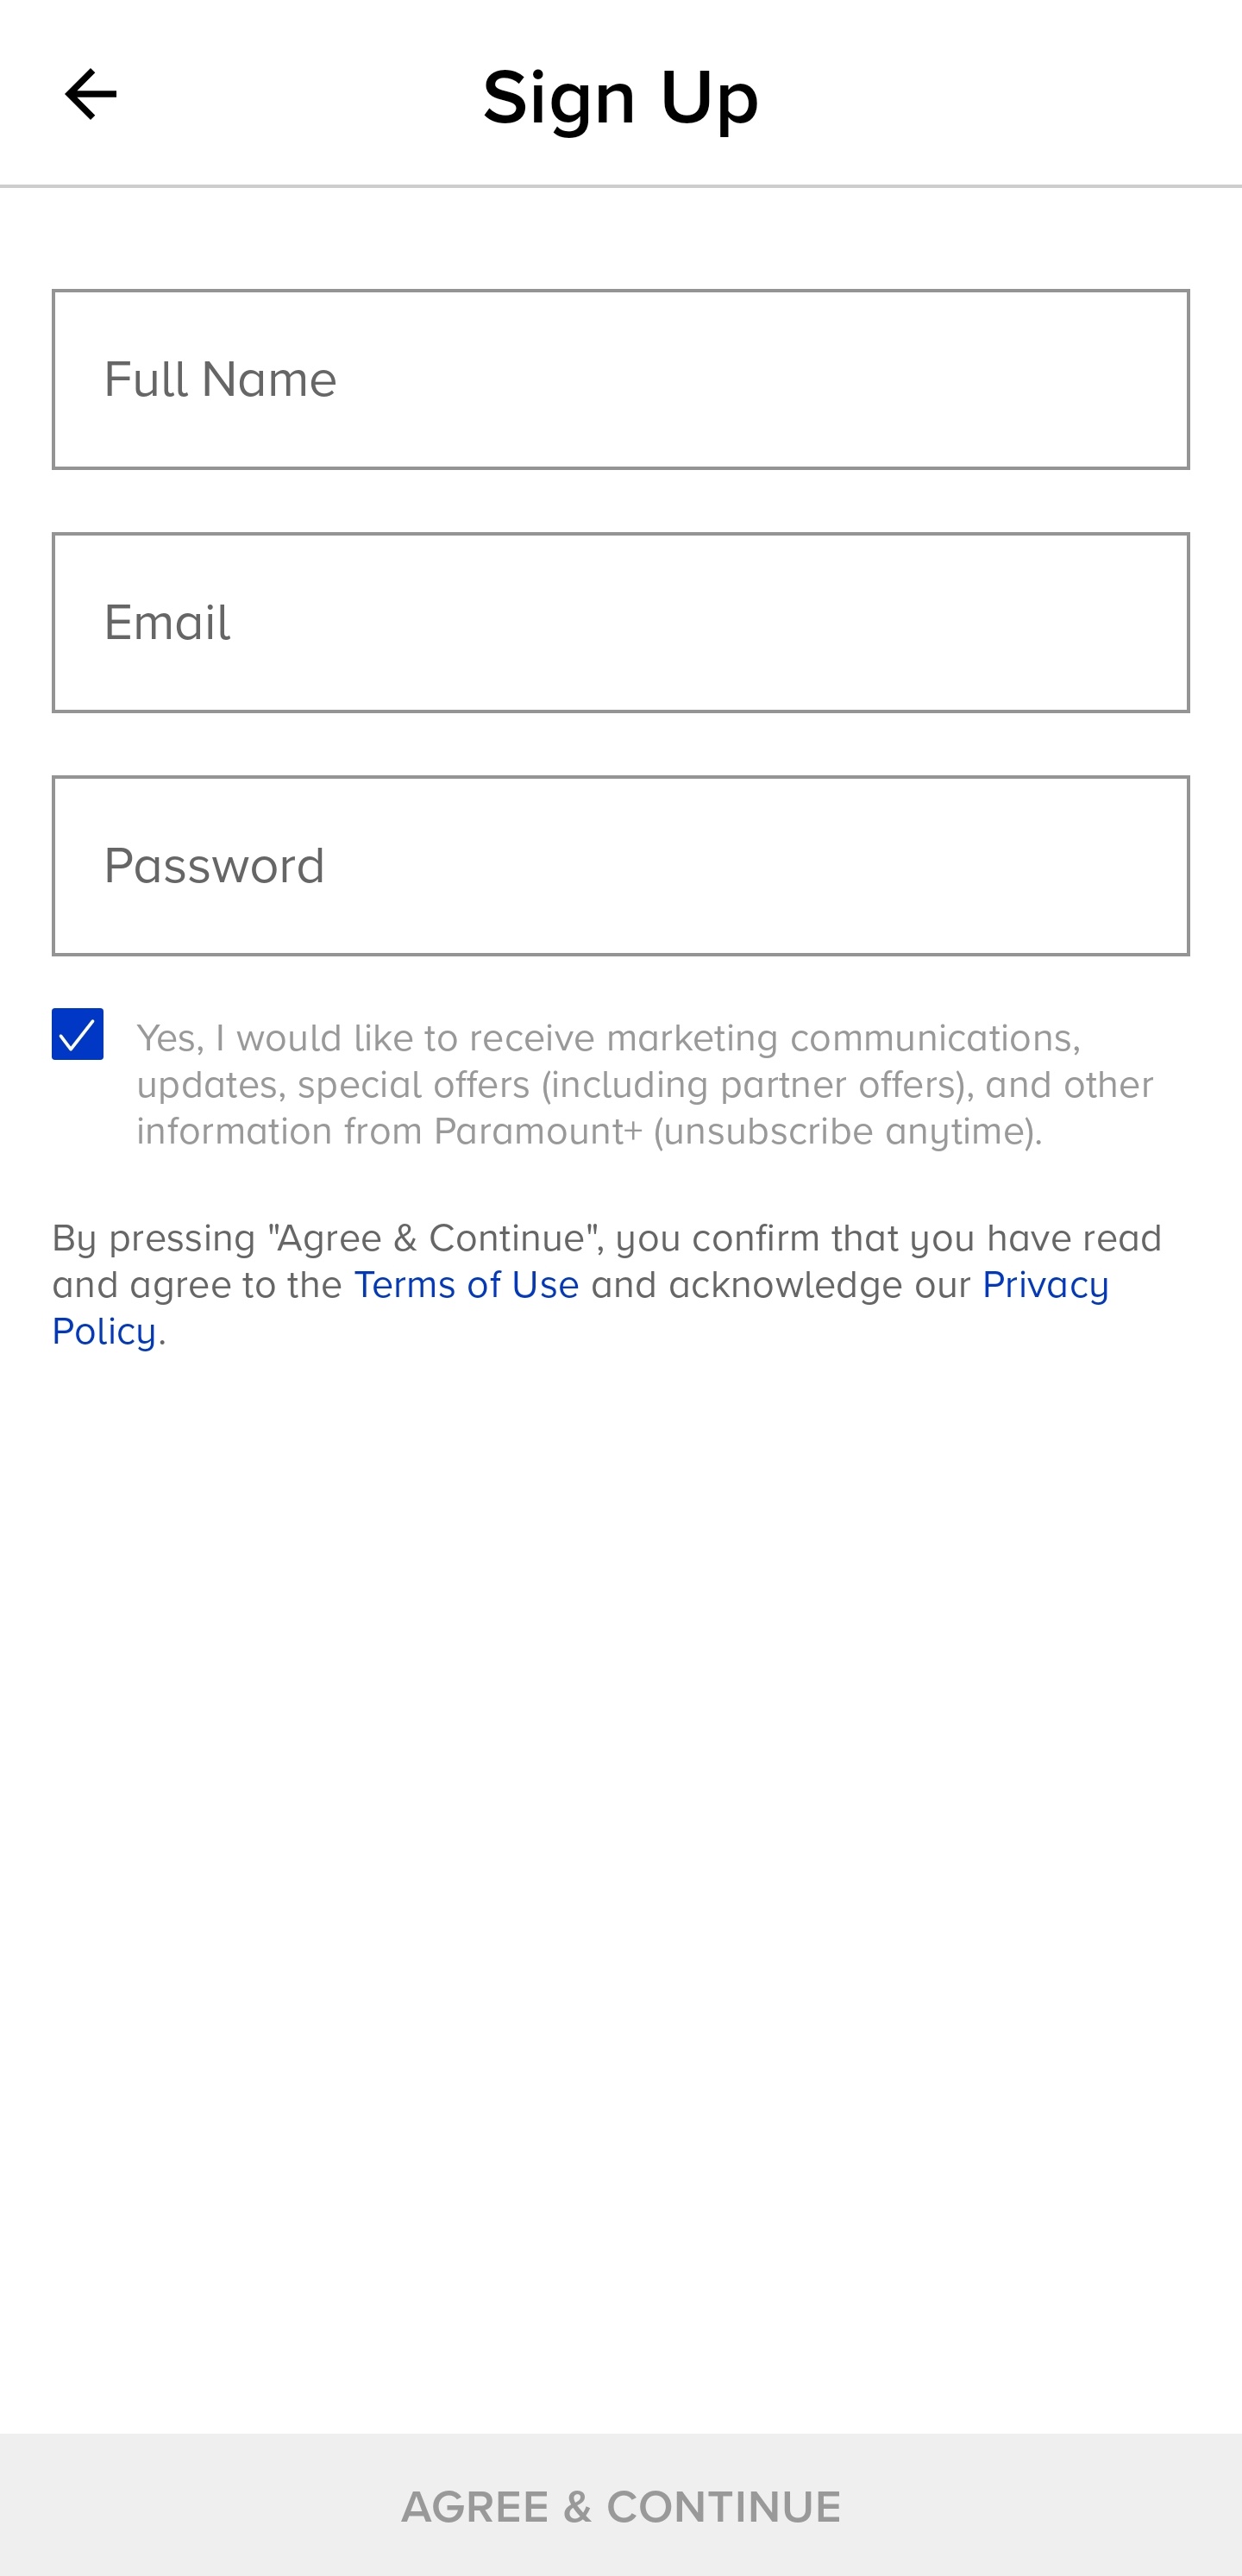 Sign Up
Full Name
Email
Password
Yes, I would like to receive marketing communications,
updates, special offers (including partner offers), and other
information from Paramount+ (unsubscribe anytime).
By pressing "Agree & Continue", you confirm that you have read
and agree to the Terms of Use and acknowledge our Privacy
Policy.
AGREE & CONTINUE